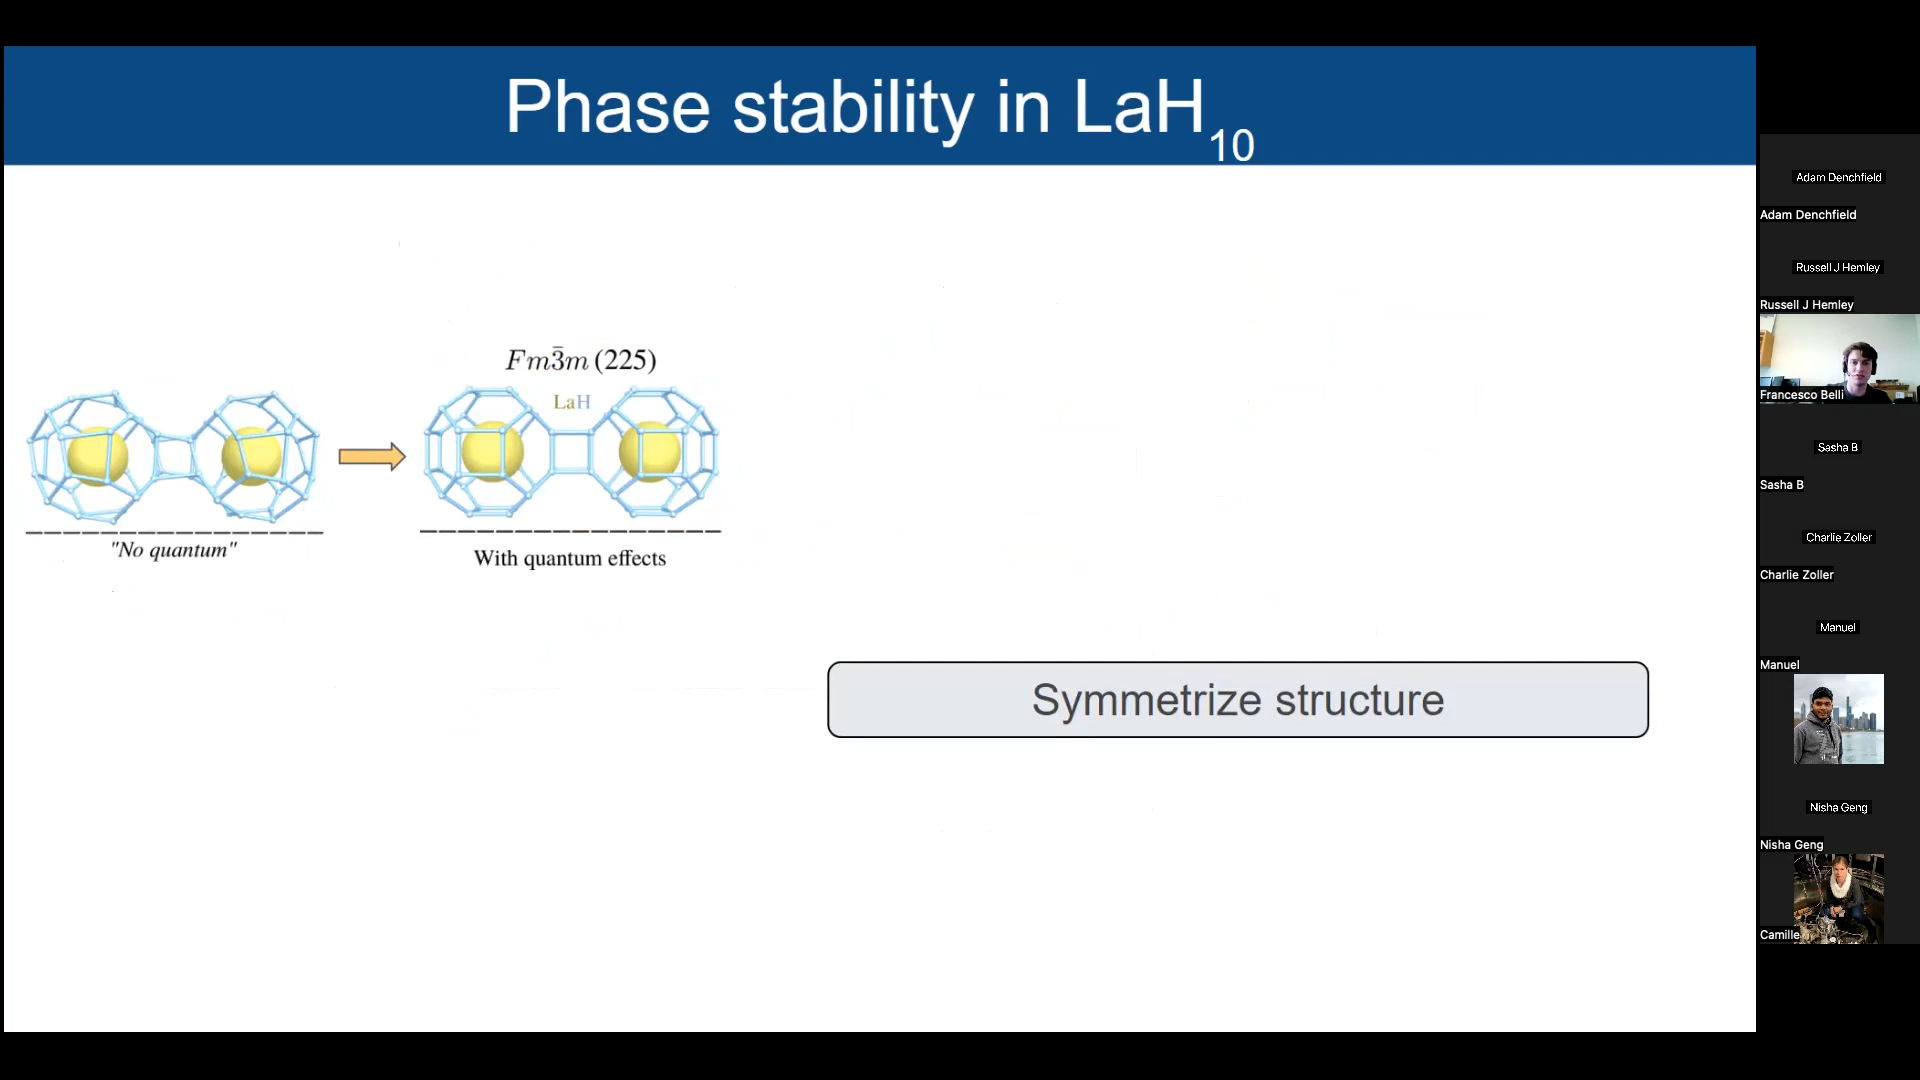 Phase stability in LaH10
Fm3̄m (225)
LaH
"No quantum"
With quantum effects
Symmetrize structure
Adam Denchfield
Adam Denchfield
Russell J Hemley
Russell J Hemley
Francesco Belli
Sasha B
Sasha B
Charlie Zoller
Charlie Zoller
Manuel
Manuel
Nisha Geng
Nisha Geng
Camille